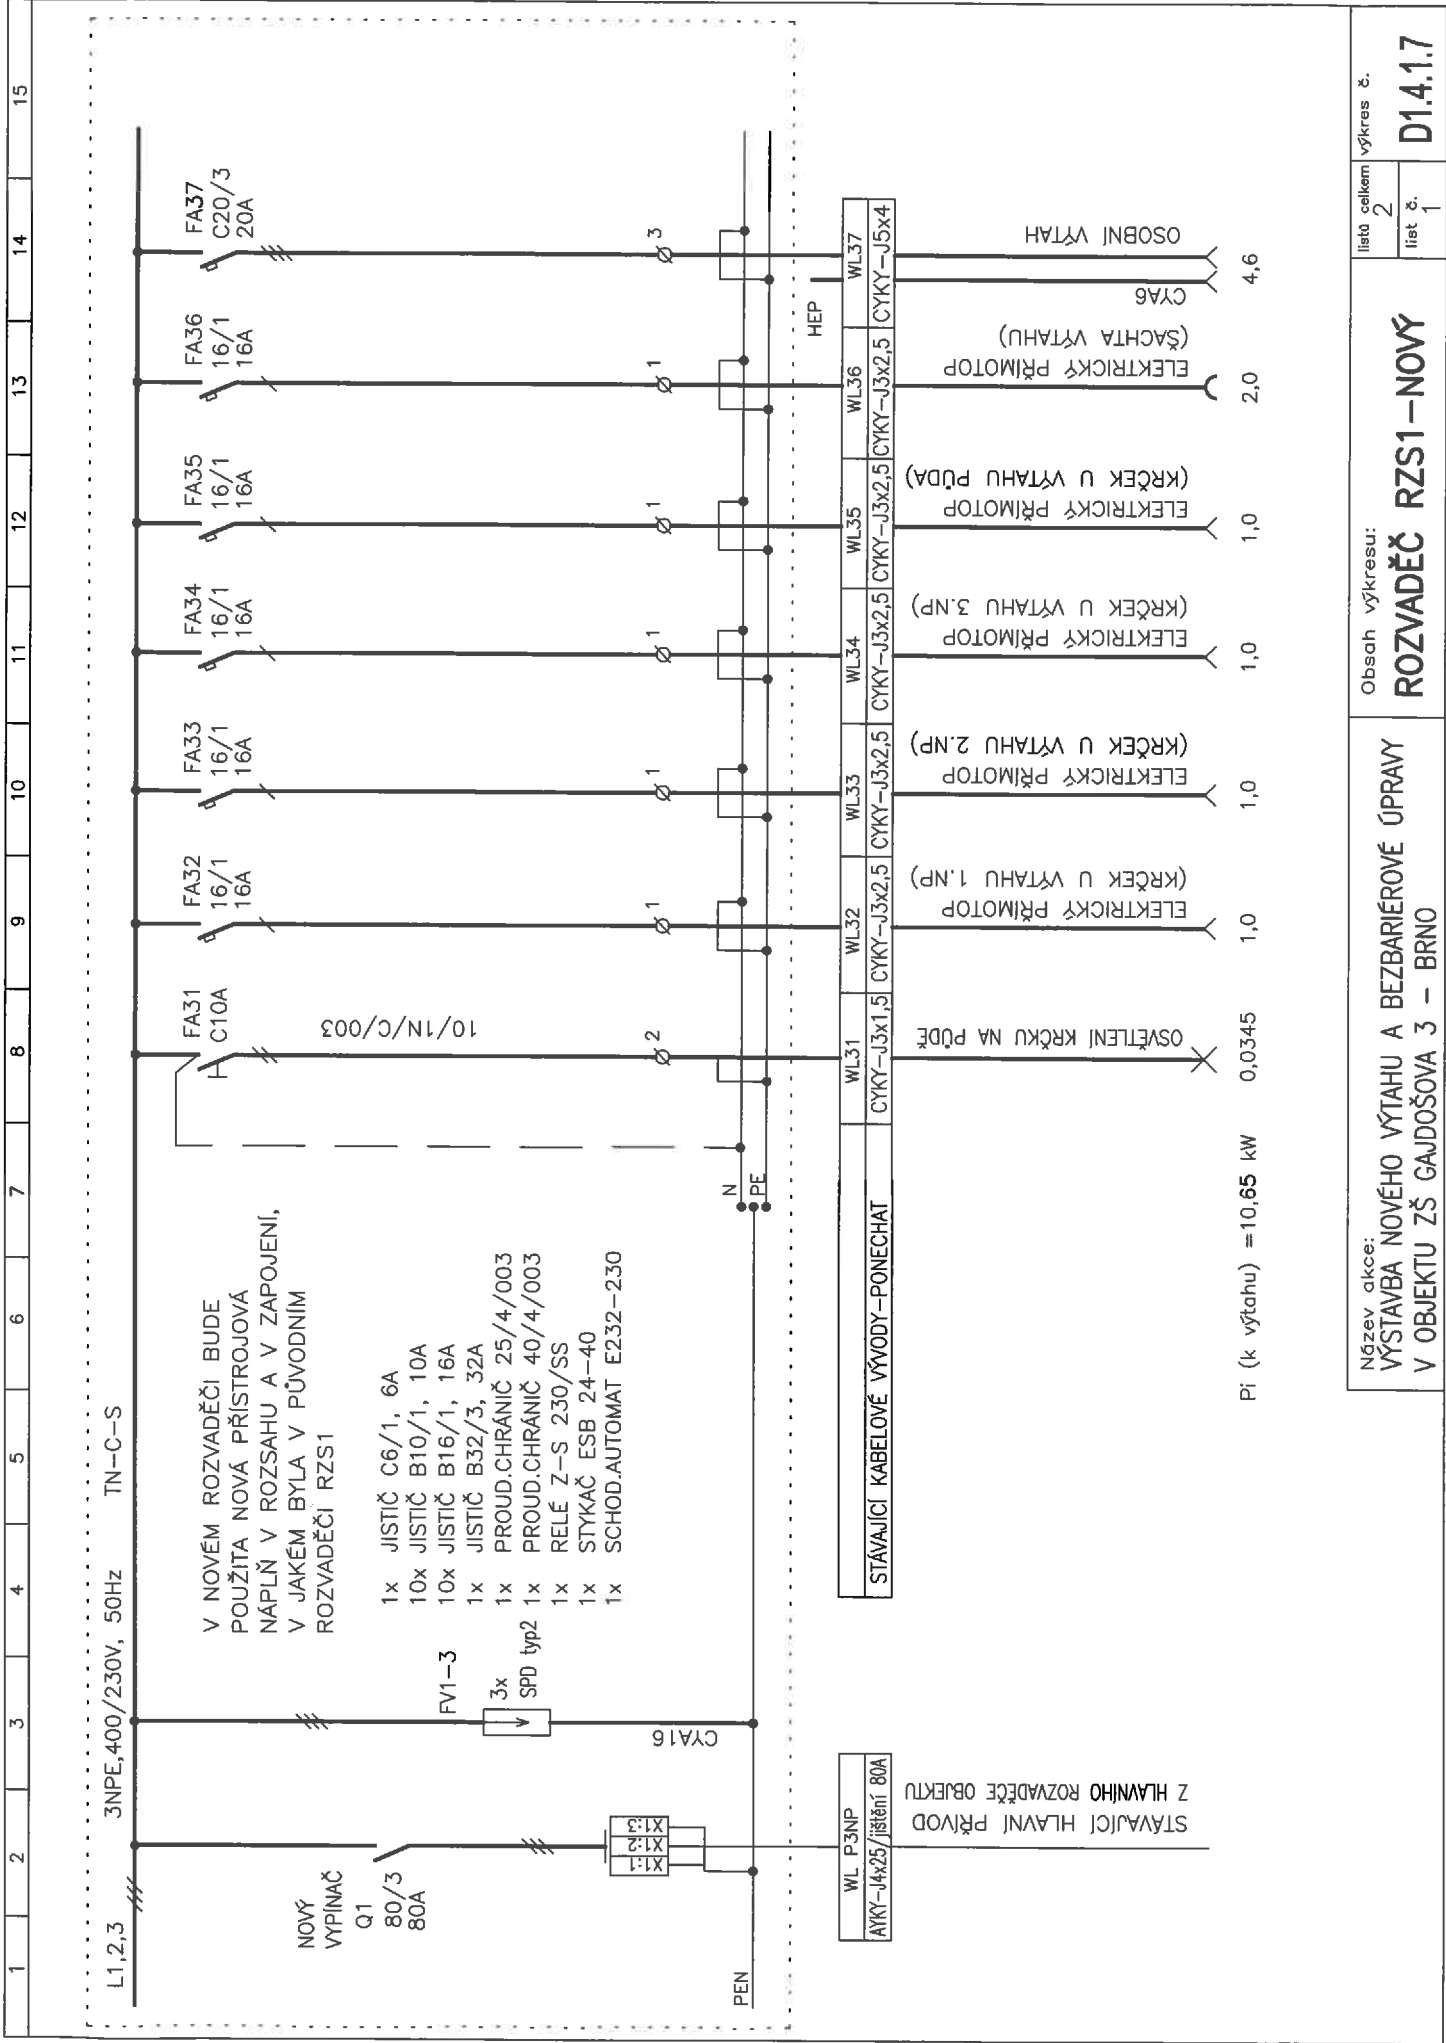 1 2 3 4 5 6 7 8 9 10 11 12 13 14 15
L1,2,3
3NPE,400/230V, 50Hz TN-C-S
NOVÝ
VYPÍNAČ
Q1
80/3
80A
X1:1
X1:2
X1:3
FV1-3
3x
SPD typ2
CYA16
V NOVÉM ROZVADĚČI BUDE
POUŽITA NOVÁ PŘÍSTROJOVÁ
NÁPLŇ V ROZSAHU A V ZAPOJENÍ,
V JAKÉM BYLA V PŮVODNÍM
ROZVADĚČI RZS1
1x JISTIČ C6/1, 6A
10x JISTIČ B10/1, 10A
10x JISTIČ B16/1, 16A
1x JISTIČ B32/3, 32A
1x PROUD.CHRÁNIČ 25/4/003
1x PROUD.CHRÁNIČ 40/4/003
1x RELÉ Z-S 230/SS
1x STYKAČ ESB 24-40
1x SCHOD.AUTOMAT E232-230
FA31
C10A
10/1N/C/003
2
FA32
16/1
16A
1
FA33
16/1
16A
1
FA34
16/1
16A
1
FA35
16/1
16A
1
FA36
16/1
16A
1
FA37
C20/3
20A
3
PEN
N
PE
HEP
WL P3NP
AYKY-J4x25/jištění 80A
STÁVAJÍCÍ HLAVNÍ PŘÍVOD
Z HLAVNÍHO ROZVADĚČE OBJEKTU
STÁVAJÍCÍ KABELOVÉ VÝVODY-PONECHAT
WL31
CYKY-J3x1,5
OSVĚTLENÍ KRČKU NA PŮDĚ
0,0345
WL32
CYKY-J3x2,5
ELEKTRICKÝ PŘÍMOTOP
(KRČEK U VÝTAHU 1.NP)
1,0
WL33
CYKY-J3x2,5
ELEKTRICKÝ PŘÍMOTOP
(KRČEK U VÝTAHU 2.NP)
1,0
WL34
CYKY-J3x2,5
ELEKTRICKÝ PŘÍMOTOP
(KRČEK U VÝTAHU 3.NP)
1,0
WL35
CYKY-J3x2,5
ELEKTRICKÝ PŘÍMOTOP
(KRČEK U VÝTAHU PŮDA)
1,0
WL36
CYKY-J3x2,5
ELEKTRICKÝ PŘÍMOTOP
(ŠACHTA VÝTAHU)
2,0
WL37
CYKY-J5x4
CYA6
OSOBNÍ VÝTAH
4,6
Pi (k výtahu) =10,65 kW
Název akce:
VÝSTAVBA NOVÉHO VÝTAHU A BEZBARIÉROVÉ ÚPRAVY
V OBJEKTU ZŠ GAJDOŠOVA 3 - BRNO
Obsah výkresu:
ROZVADĚČ RZS1-NOVÝ
listů celkem
2
list č.
1
výkres č.
D1.4.1.7